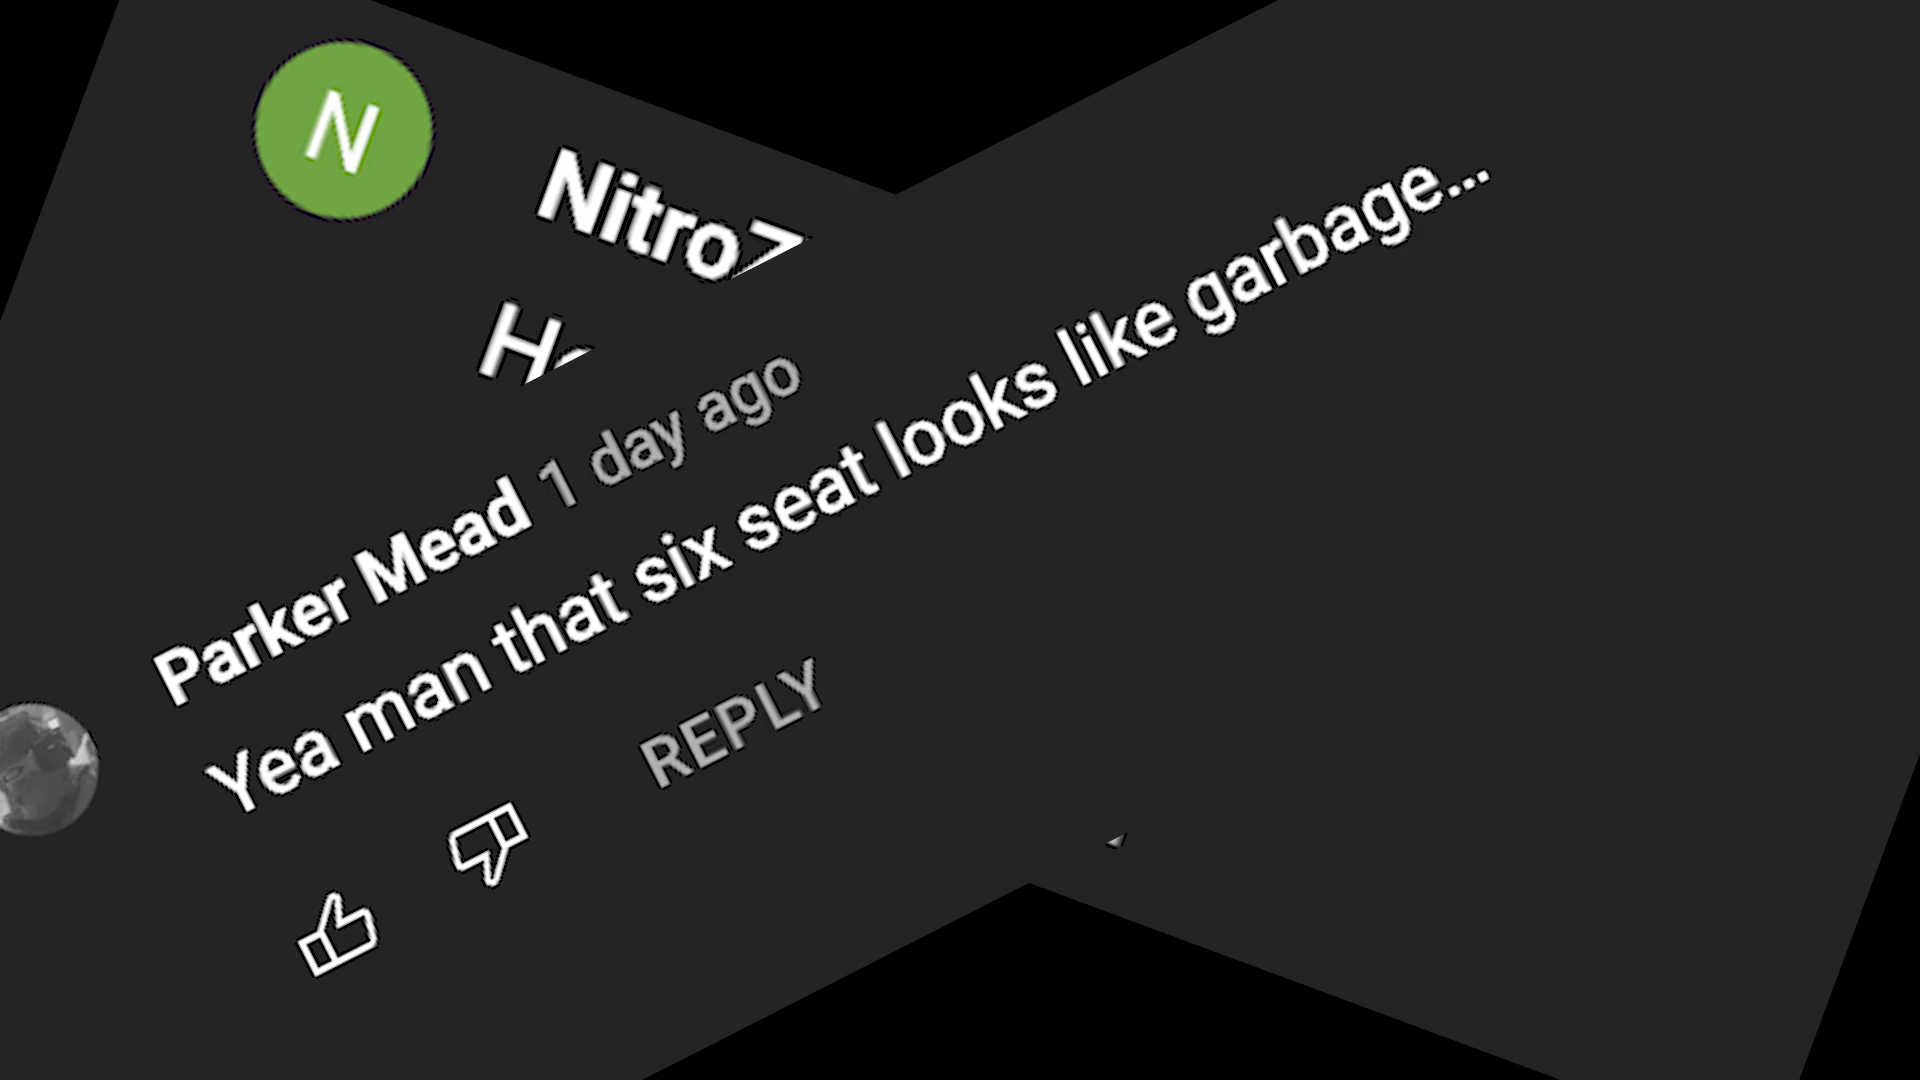 N
Nitro
Parker Mead 1 day ago
Yea man that six seat looks like garbage...
REPLY